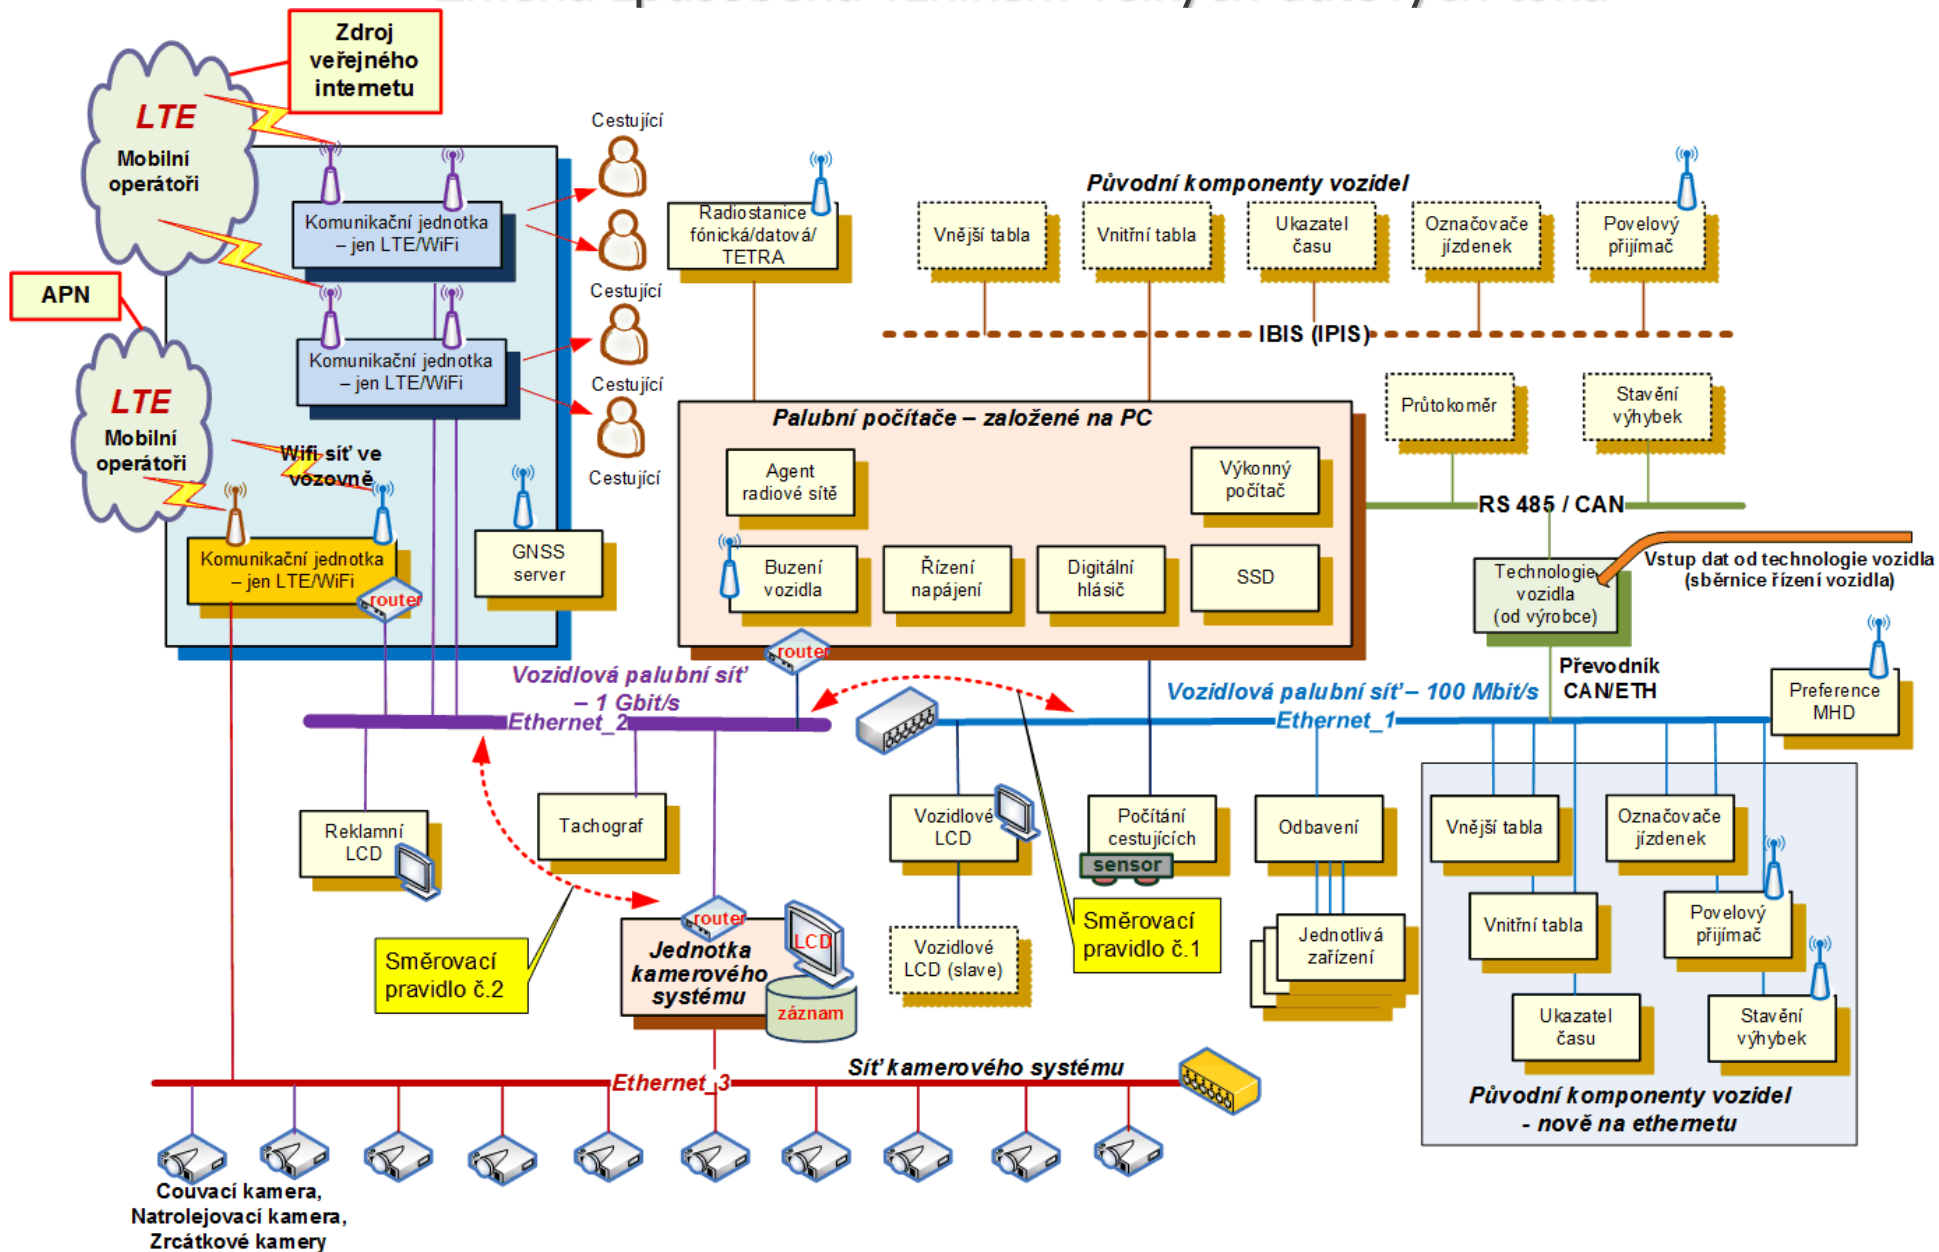 Zdroj
veřejného
internetu
LTE
Mobilní
operátoři
Komunikační jednotka
– jen LTE/WiFi
Cestující
Cestující
Komunikační jednotka
– jen LTE/WiFi
Cestující
Cestující
APN
LTE
Mobilní
operátoři
Wifi síť ve
vozovně
Komunikační jednotka
– jen LTE/WiFi
router
GNSS
server
Radiostanice
fónická/datová/
TETRA
Původní komponenty vozidel
Vnější tabla
Vnitřní tabla
Ukazatel
času
Označovače
jízdenek
Povelový
přijímač
IBIS (IPIS)
Průtokoměr
Stavění
výhybek
RS 485 / CAN
Palubní počítače – založené na PC
Agent
radiové sítě
Výkonný
počítač
Buzení
vozidla
Řízení
napájení
Digitální
hlásič
SSD
router
Technologie
vozidla
(od výrobce)
Vstup dat od technologie vozidla
(sběrnice řízení vozidla)
Převodník
CAN/ETH
Preference
MHD
Vozidlová palubní síť
– 1 Gbit/s
Ethernet_2
Vozidlová palubní síť – 100 Mbit/s
Ethernet_1
Reklamní
LCD
Tachograf
Vozidlové
LCD
Počítání
cestujících
sensor
Odbavení
Vnější tabla
Označovače
jízdenek
Vnitřní tabla
Povelový
přijímač
Ukazatel
času
Stavění
výhybek
Původní komponenty vozidel
- nově na ethernetu
Směrovací
pravidlo č.2
router
Jednotka
kamerového
systému
LCD
záznam
Vozidlové
LCD (slave)
Směrovací
pravidlo č.1
Jednotlivá
zařízení
Síť kamerového systému
Ethernet_3
Couvací kamera,
Natrolejovací kamera,
Zrcátkové kamery